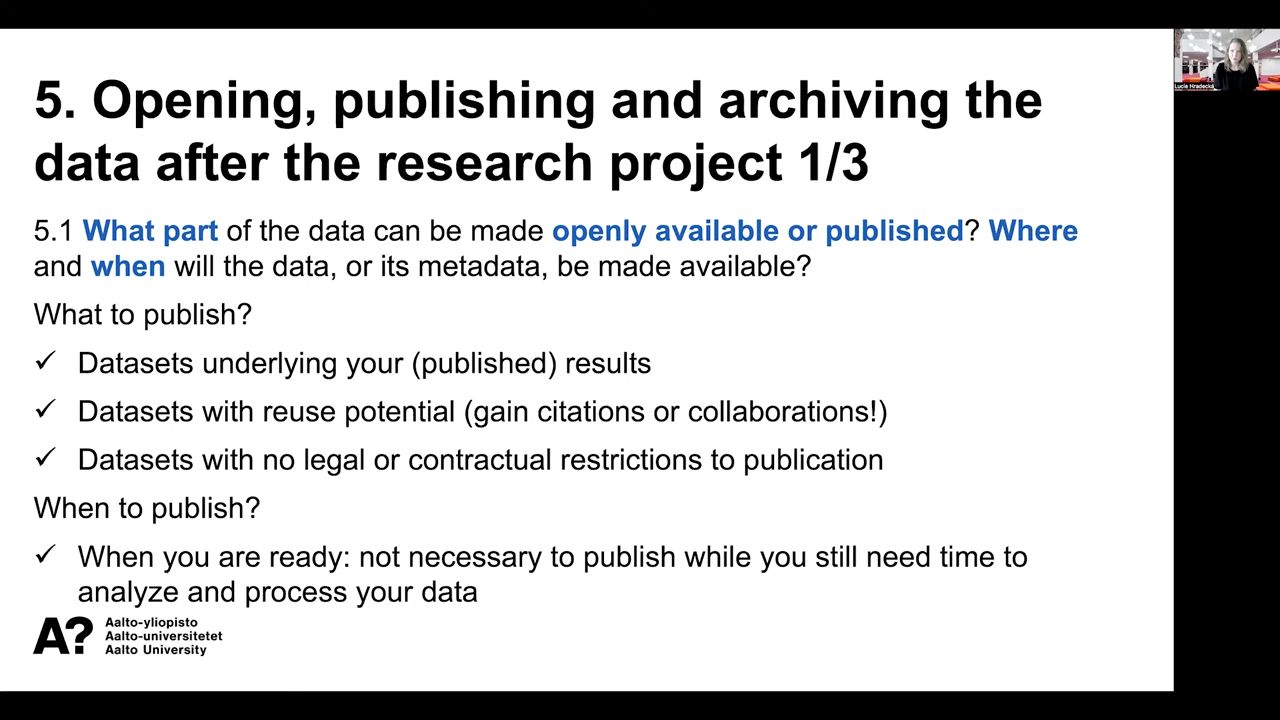 5. Opening, publishing and archiving the
data after the research project 1/3
5.1 What part of the data can be made openly available or published? Where
and when will the data, or its metadata, be made available?
What to publish?
✓ Datasets underlying your (published) results
✓ Datasets with reuse potential (gain citations or collaborations!)
✓ Datasets with no legal or contractual restrictions to publication
When to publish?
✓ When you are ready: not necessary to publish while you still need time to
analyze and process your data
A?
Aalto-yliopisto
Aalto-universitetet
Aalto University
Lucie Hradecká